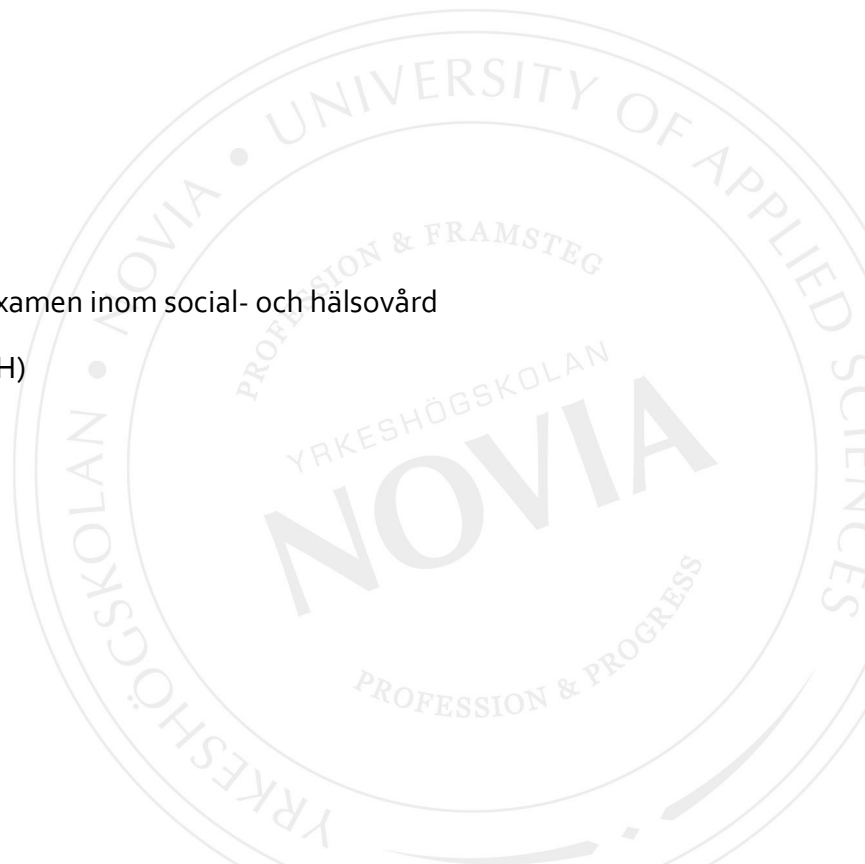 xamen inom social- och hälsovård
H)
YRKESHÖGSKOLAN • NOVIA • UNIVERSITY OF APPLIED SCIENCES
PROFESSION & FRAMSTEG
YRKESHÖGSKOLAN
NOVIA
PROFESSION & PROGRESS